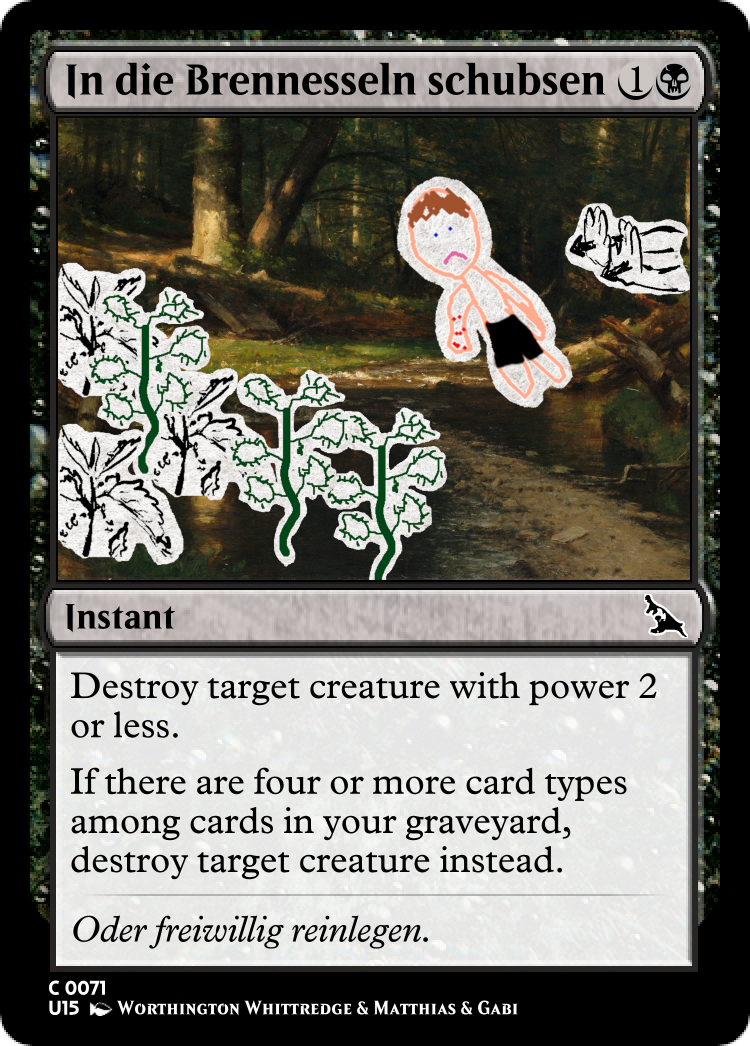 In die Brennesseln schubsen 1
Instant
Destroy target creature with power 2
or less.
If there are four or more card types
among cards in your graveyard,
destroy target creature instead.
Oder freiwillig reinlegen.
C 0071
U15 Worthington Whittredge & Matthias & Gabi